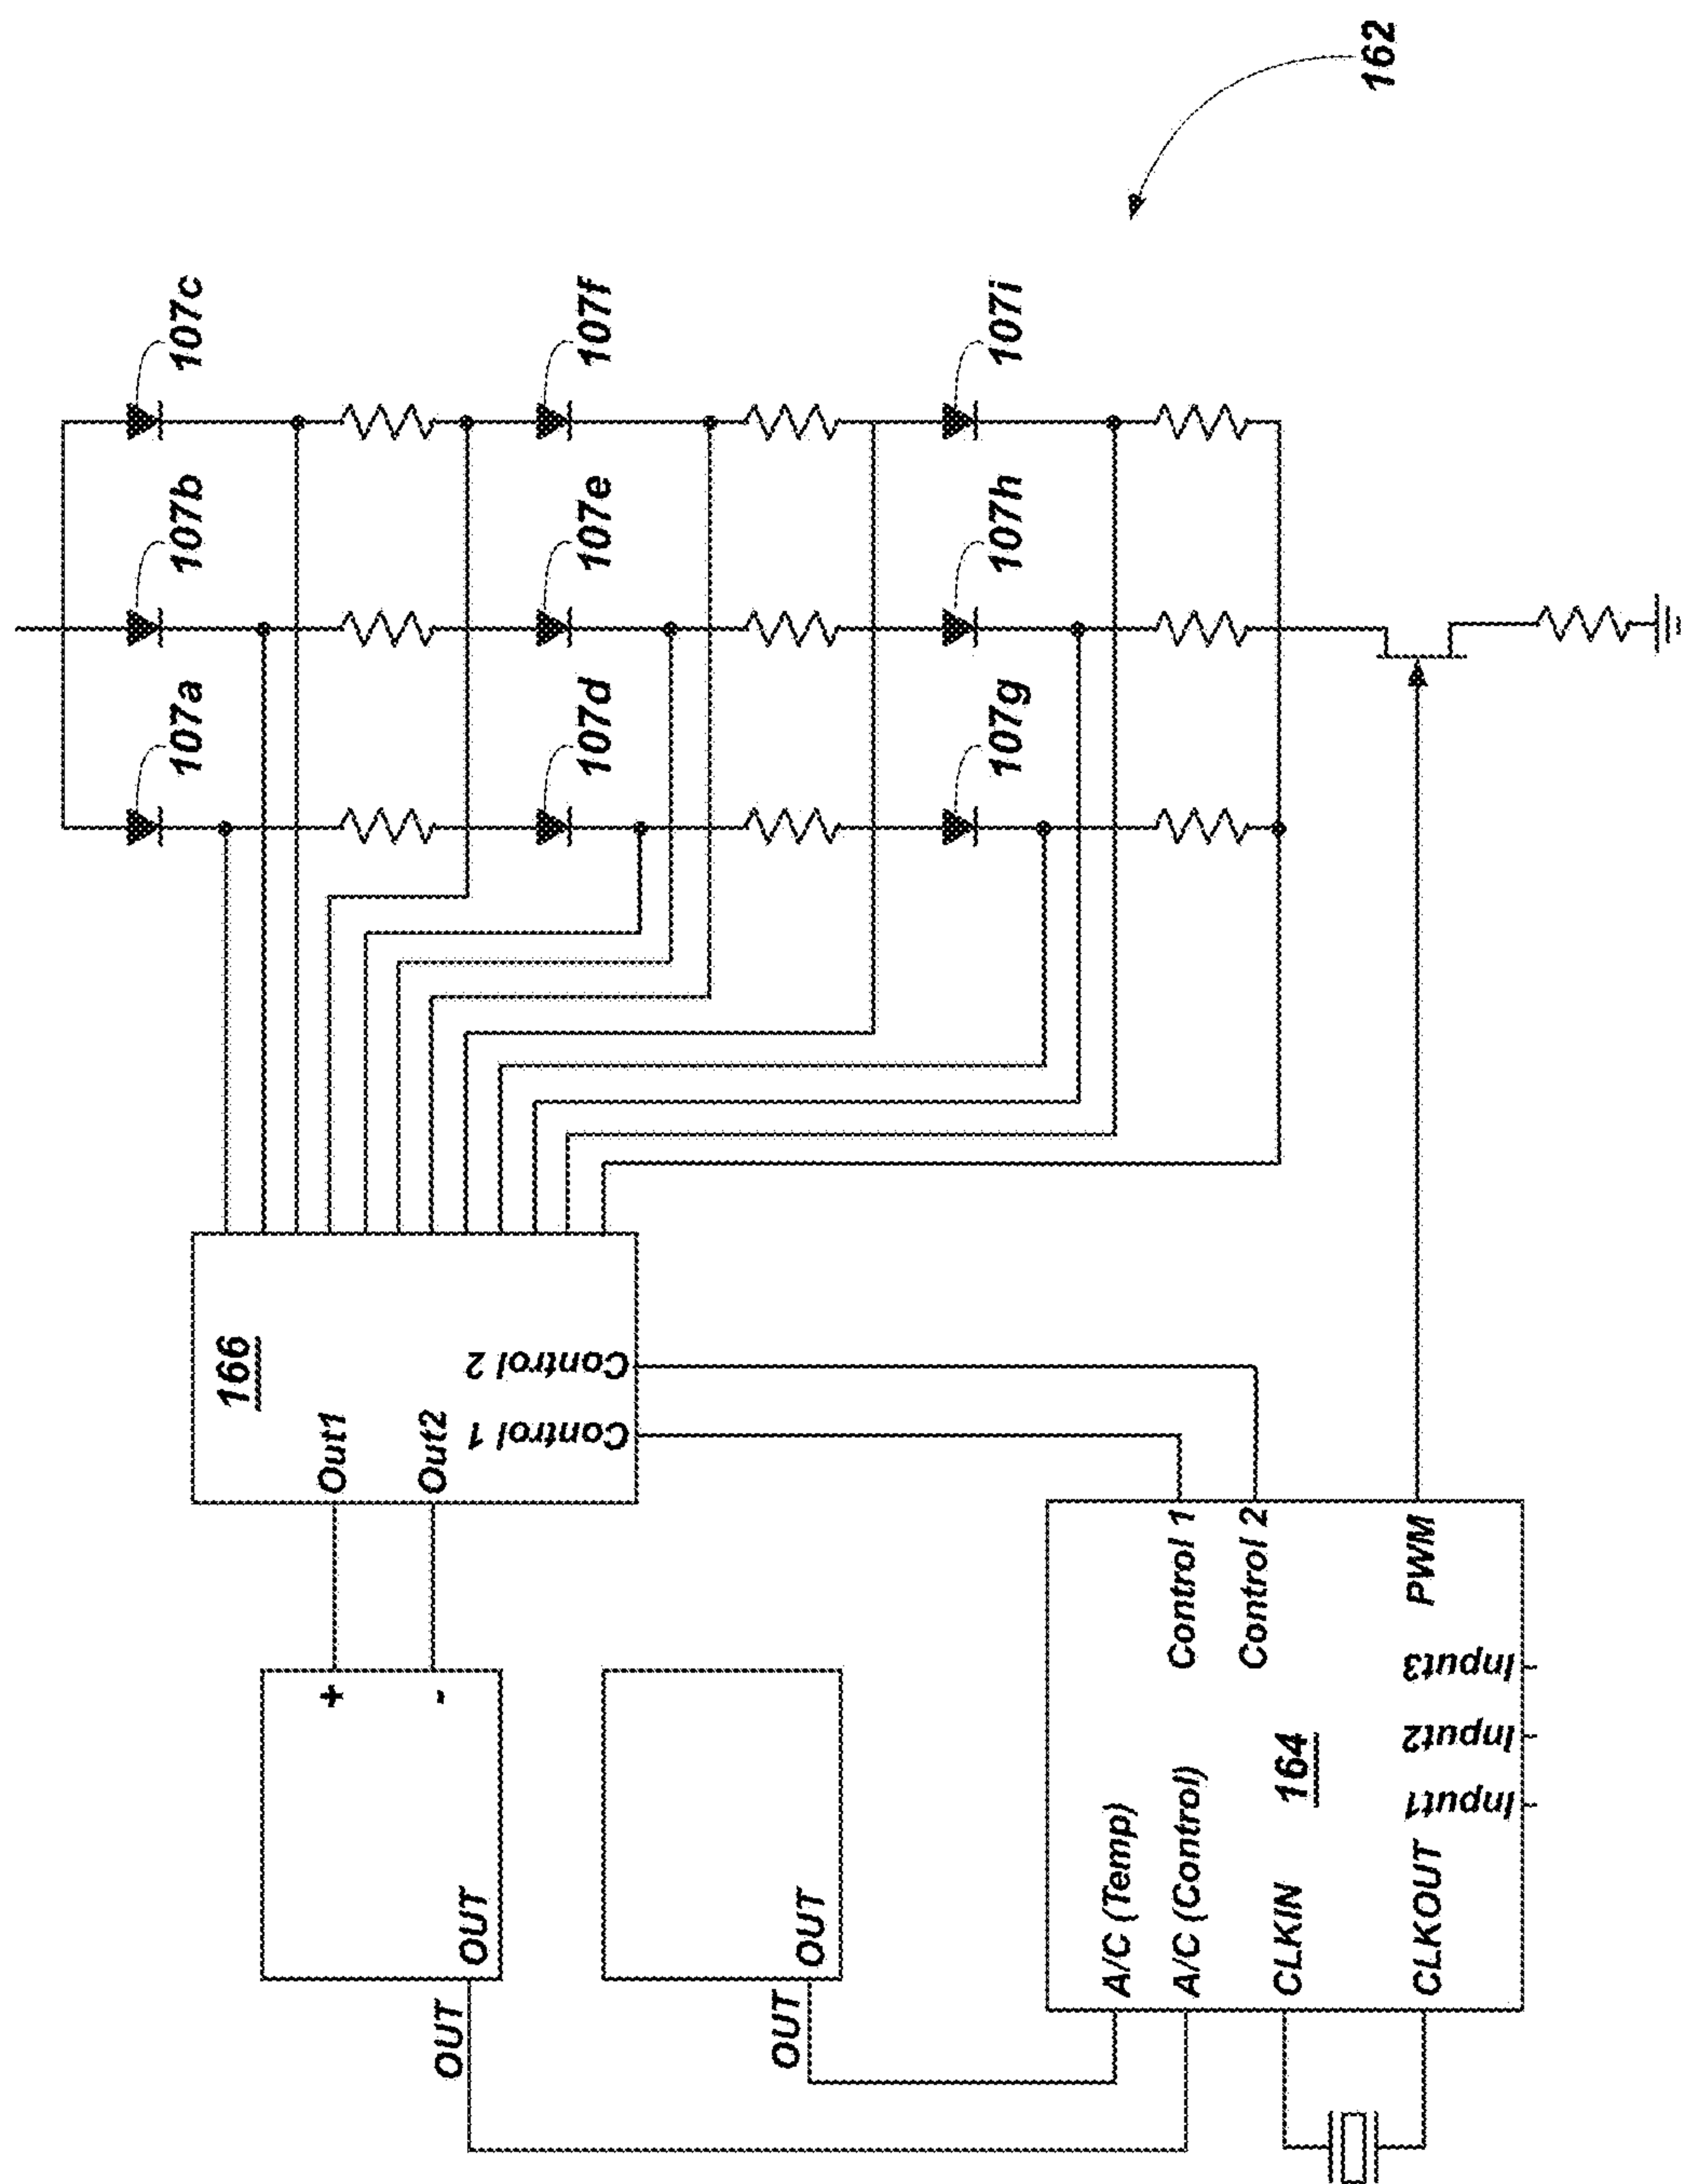 162
107c
107f
107i
107b
107e
107h
107a
107d
107g
166
Out1
Out2
Control 2
Control 1
+
-
OUT
OUT
OUT
OUT
Control 1
Control 2
PWM
164
A/C (Temp)
A/C (Control)
CLKIN
CLKOUT
Input3
Input2
Input1